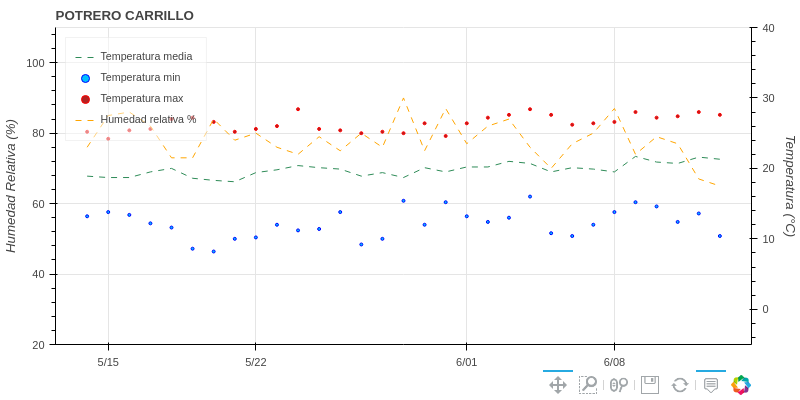 POTRERO CARRILLO
Temperatura media
Temperatura min
Temperatura max
Humedad relativa %
Humedad Relativa (%)
100
80
60
40
20
Temperatura (°C)
40
30
20
10
0
5/15
5/22
6/01
6/08